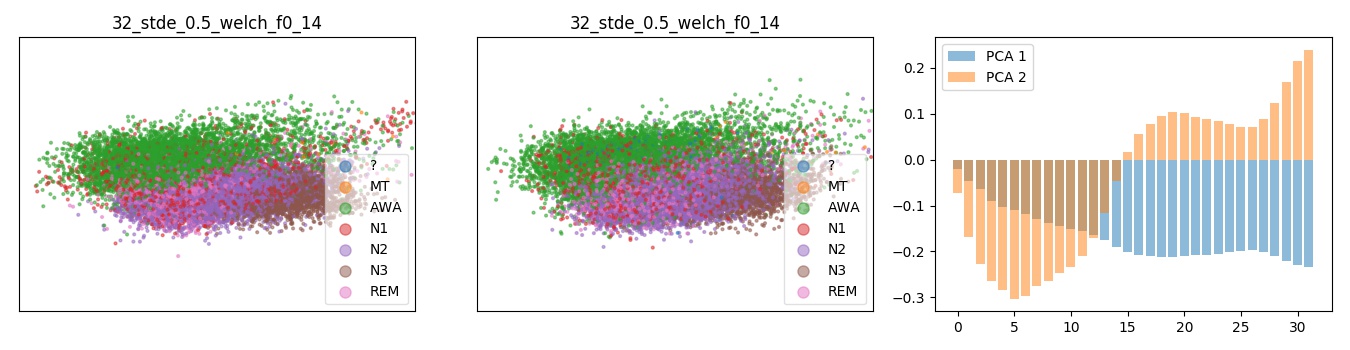 32_stde_0.5_welch_f0_14
?
MT
AWA
N1
N2
N3
REM
32_stde_0.5_welch_f0_14
?
MT
AWA
N1
N2
N3
REM
PCA 1
PCA 2
0.2
0.1
0.0
−0.1
−0.2
−0.3
0 5 10 15 20 25 30